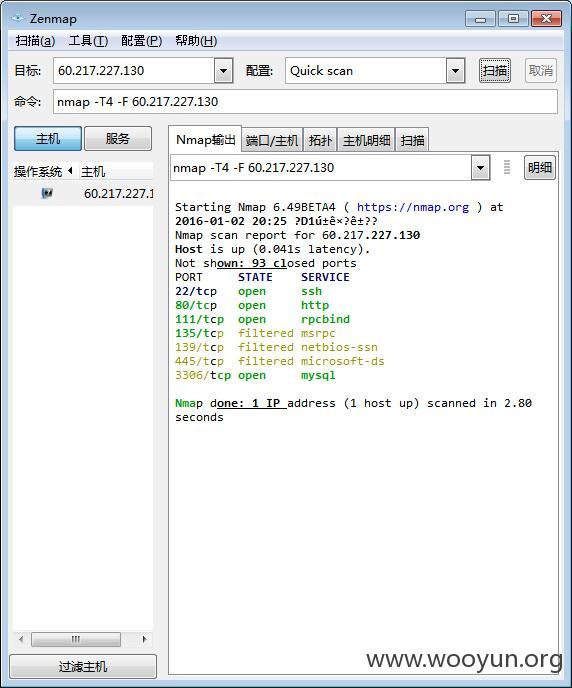 Zenmap
扫描(a) 工具(T) 配置(P) 帮助(H)
目标: 60.217.227.130 配置: Quick scan 扫描 取消
命令: nmap -T4 -F 60.217.227.130
主机 服务
操作系统 主机
60.217.227.1
过滤主机
Nmap输出 端口/主机 拓扑 主机明细 扫描
nmap -T4 -F 60.217.227.130 明细
Starting Nmap 6.49BETA4 ( https://nmap.org ) at
2016-01-02 20:25 ?D1ú±ê×?ê±??
Nmap scan report for 60.217.227.130
Host is up (0.041s latency).
Not shown: 93 closed ports
PORT STATE SERVICE
22/tcp open ssh
80/tcp open http
111/tcp open rpcbind
135/tcp filtered msrpc
139/tcp filtered netbios-ssn
445/tcp filtered microsoft-ds
3306/tcp open mysql
Nmap done: 1 IP address (1 host up) scanned in 2.80
seconds
www.wooyun.org